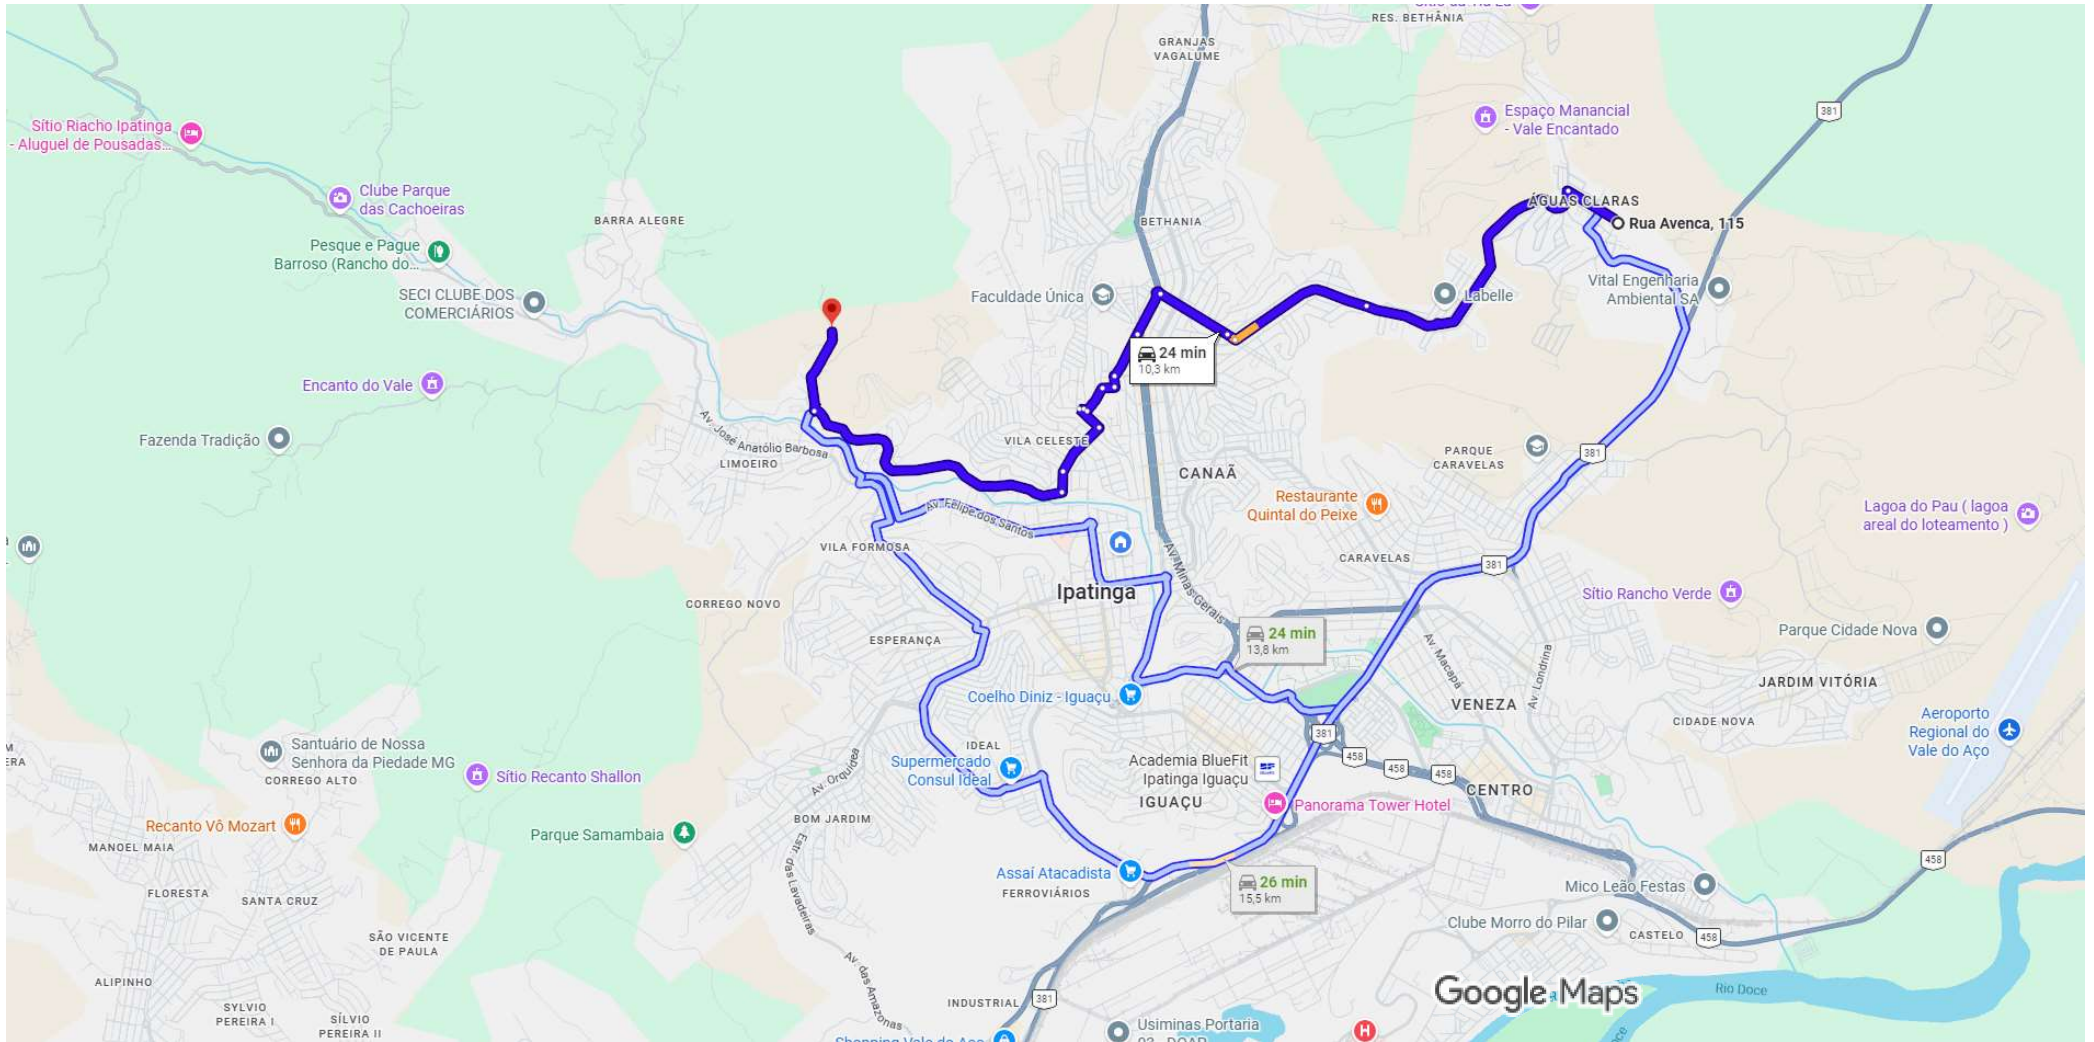 RES. BETHÂNIA
GRANJAS
VAGALUME
381
Espaço Manancial
- Vale Encantado
Sítio Riacho Ipatinga
- Aluguel de Pousadas...
Clube Parque
das Cachoeiras
BARRA ALEGRE
BETHANIA
ÁGUAS CLARAS
Rua Avenca, 115
Pesque e Pague
Barroso (Rancho do...
SECI CLUBE DOS
COMERCIÁRIOS
Faculdade Única
Labelle
Vital Engenharia
Ambiental SA
24 min
10,3 km
Encanto do Vale
Fazenda Tradição
Av. José Anatólio Barbosa
LIMOEIRO
VILA CELESTE
CANAÃ
PARQUE
CARAVELAS
381
Restaurante
Quintal do Peixe
Lagoa do Pau ( lagoa
areal do loteamento )
Av. Felipe dos Santos
VILA FORMOSA
Av. Minas Gerais
CARAVELAS
381
Ipatinga
CORREGO NOVO
Sítio Rancho Verde
ESPERANÇA
24 min
13,8 km
Parque Cidade Nova
Av. Macapá
Av. Londrina
JARDIM VITÓRIA
Coelho Diniz - Iguaçu
VENEZA
CIDADE NOVA
Aeroporto
Regional do
Vale do Aço
381
Santuário de Nossa
Senhora da Piedade MG
CORREGO ALTO
Sítio Recanto Shallon
Av. Orquídea
IDEAL
Supermercado
Consul Ideal
Academia BlueFit
Ipatinga Iguaçu
458
458
458
IGUAÇU
Panorama Tower Hotel
CENTRO
Recanto Vô Mozart
MANOEL MAIA
BOM JARDIM
Parque Samambaia
Estr. das Lavadeiras
458
Assaí Atacadista
FERROVIÁRIOS
26 min
15,5 km
Mico Leão Festas
FLORESTA
SANTA CRUZ
Clube Morro do Pilar
CASTELO
458
SÃO VICENTE
DE PAULA
Av. das Amazonas
ALIPINHO
Google Maps
Rio Doce
SYLVIO
PEREIRA I
SÍLVIO
PEREIRA II
INDUSTRIAL
381
Usiminas Portaria